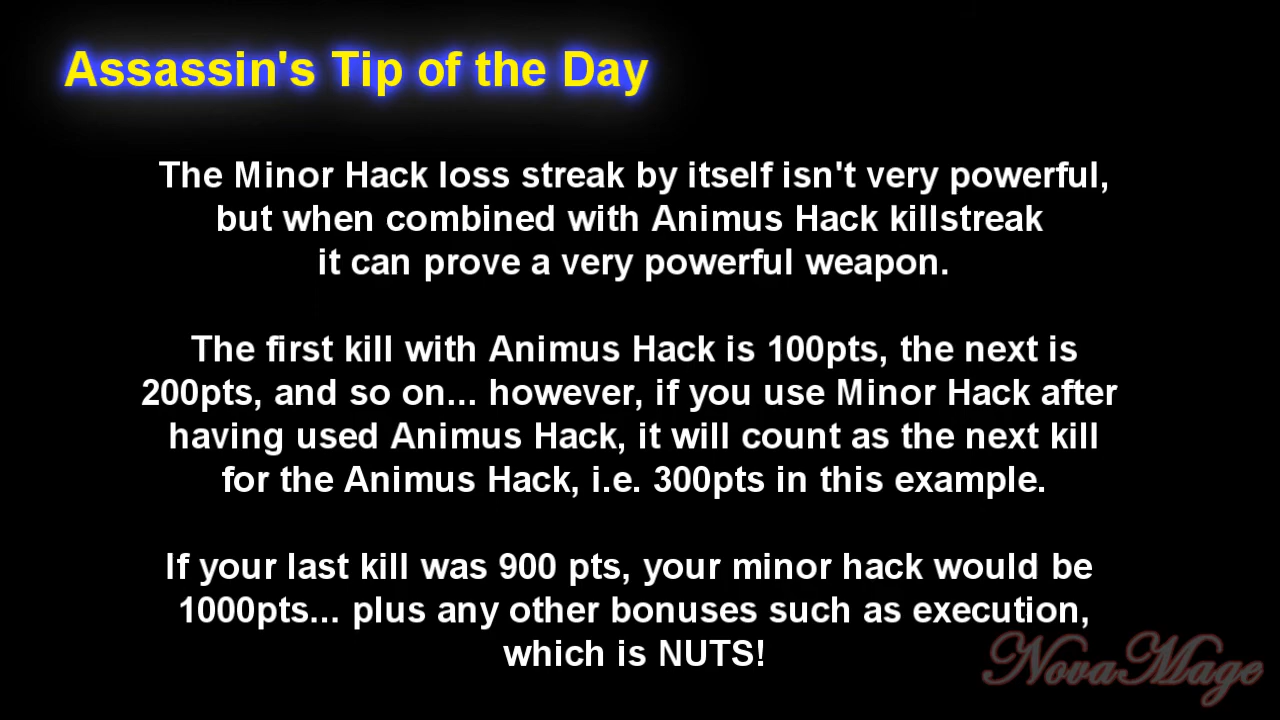 Assassin's Tip of the Day
The Minor Hack loss streak by itself isn't very powerful,
but when combined with Animus Hack killstreak
it can prove a very powerful weapon.
The first kill with Animus Hack is 100pts, the next is
200pts, and so on... however, if you use Minor Hack after
having used Animus Hack, it will count as the next kill
for the Animus Hack, i.e. 300pts in this example.
If your last kill was 900 pts, your minor hack would be
1000pts... plus any other bonuses such as execution,
which is NUTS!
NovaMage